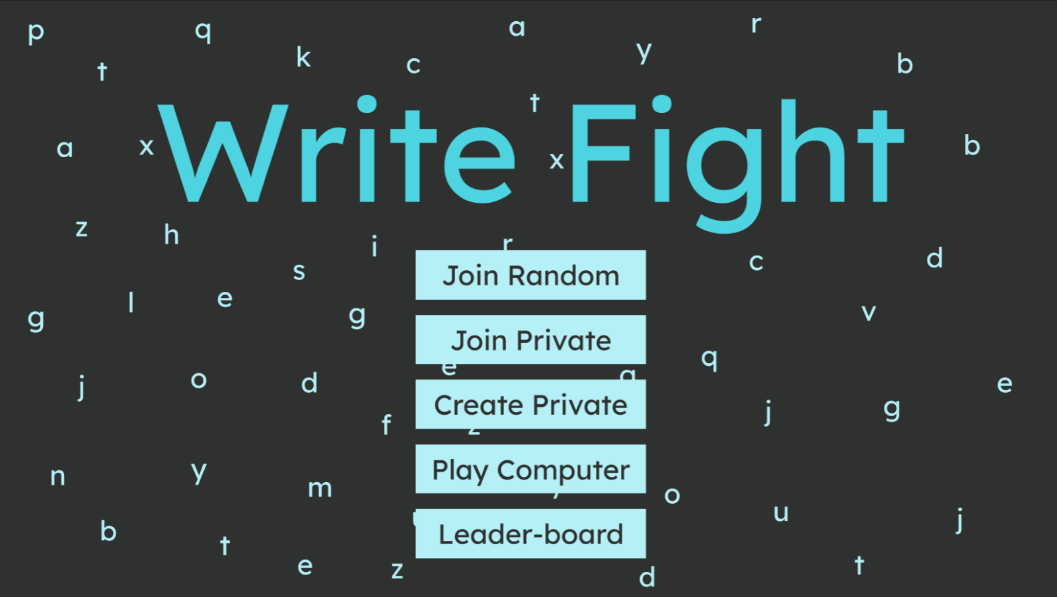 p q k a y r
t c b
Write Fight
t
a x x b
z h i r c d
s
g l e g v
Join Random
Join Private
j o d e q q e
Create Private
f z j g
Play Computer
n y m o
b t u j
Leader-board
e z d t